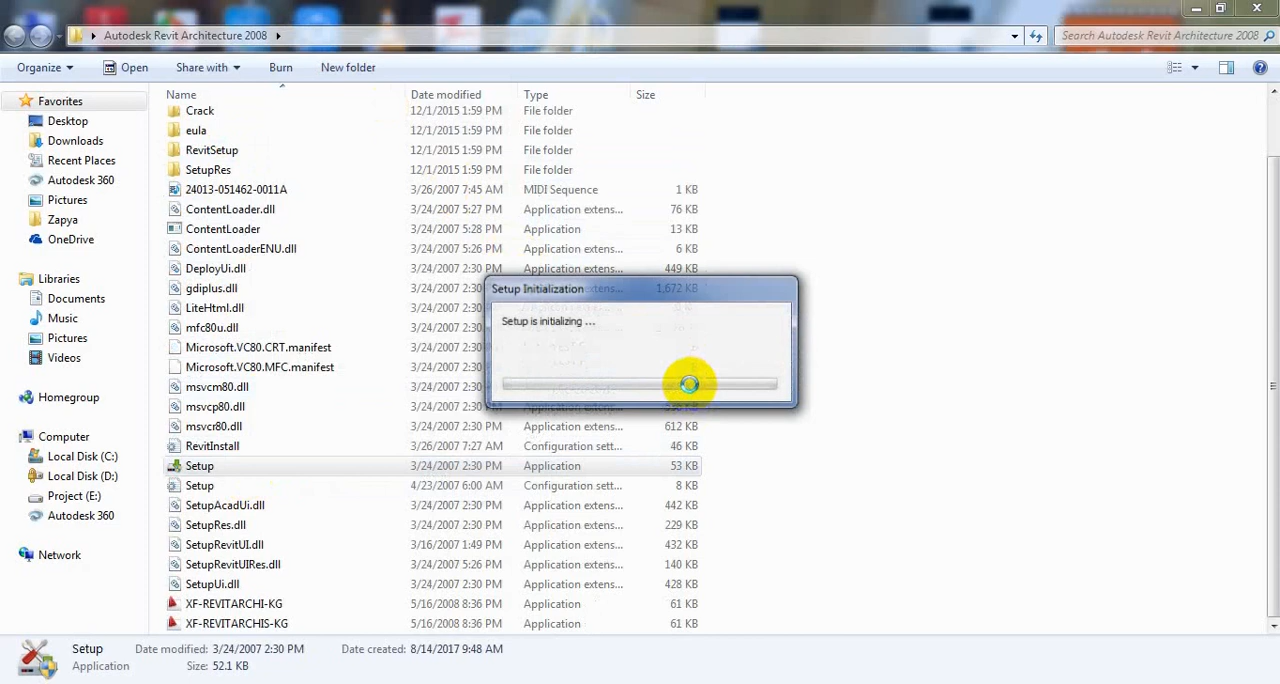 Autodesk Revit Architecture 2008
Search Autodesk Revit Architecture 2008
Organize Open Share with Burn New folder
Name Date modified Type Size
Favorites
Desktop
Downloads
Recent Places
Autodesk 360
Pictures
Zapya
OneDrive
Libraries
Documents
Music
Pictures
Videos
Homegroup
Computer
Local Disk (C:)
Local Disk (D:)
Project (E:)
Autodesk 360
Network
Crack 12/1/2015 1:59 PM File folder
eula 12/1/2015 1:59 PM File folder
RevitSetup 12/1/2015 1:59 PM File folder
SetupRes 12/1/2015 1:59 PM File folder
24013-051462-0011A 3/26/2007 7:45 AM MIDI Sequence 1 KB
ContentLoader.dll 3/24/2007 5:27 PM Application extens... 76 KB
ContentLoader 3/24/2007 5:28 PM Application 13 KB
ContentLoaderENU.dll 3/24/2007 5:26 PM Application extens... 6 KB
DeployUi.dll 3/24/2007 2:30 PM Application extens... 449 KB
gdiplus.dll 3/24/2007 2:30 1,672 KB
LiteHtml.dll 3/24/2007 2:30
mfc80u.dll 3/24/2007 2:30
Microsoft.VC80.CRT.manifest 3/24/2007 2:30
Microsoft.VC80.MFC.manifest 3/24/2007 2:30
msvcm80.dll 3/24/2007 2:30
msvcp80.dll 3/24/2007 2:30 Application extens...
msvcr80.dll 3/24/2007 2:30 PM Application extens... 612 KB
RevitInstall 3/26/2007 7:27 AM Configuration sett... 46 KB
Setup 3/24/2007 2:30 PM Application 53 KB
Setup 4/23/2007 6:00 AM Configuration sett... 8 KB
SetupAcadUi.dll 3/24/2007 2:30 PM Application extens... 442 KB
SetupRes.dll 3/24/2007 2:30 PM Application extens... 229 KB
SetupRevitUI.dll 3/16/2007 1:49 PM Application extens... 432 KB
SetupRevitUIRes.dll 3/24/2007 5:26 PM Application extens... 140 KB
SetupUi.dll 3/24/2007 2:30 PM Application extens... 428 KB
XF-REVITARCHI-KG 5/16/2008 8:36 PM Application 61 KB
XF-REVITARCHIS-KG 5/16/2008 8:36 PM Application 61 KB
Setup Initialization
Setup is initializing ...
Setup Date modified: 3/24/2007 2:30 PM Date created: 8/14/2017 9:48 AM
Application Size: 52.1 KB